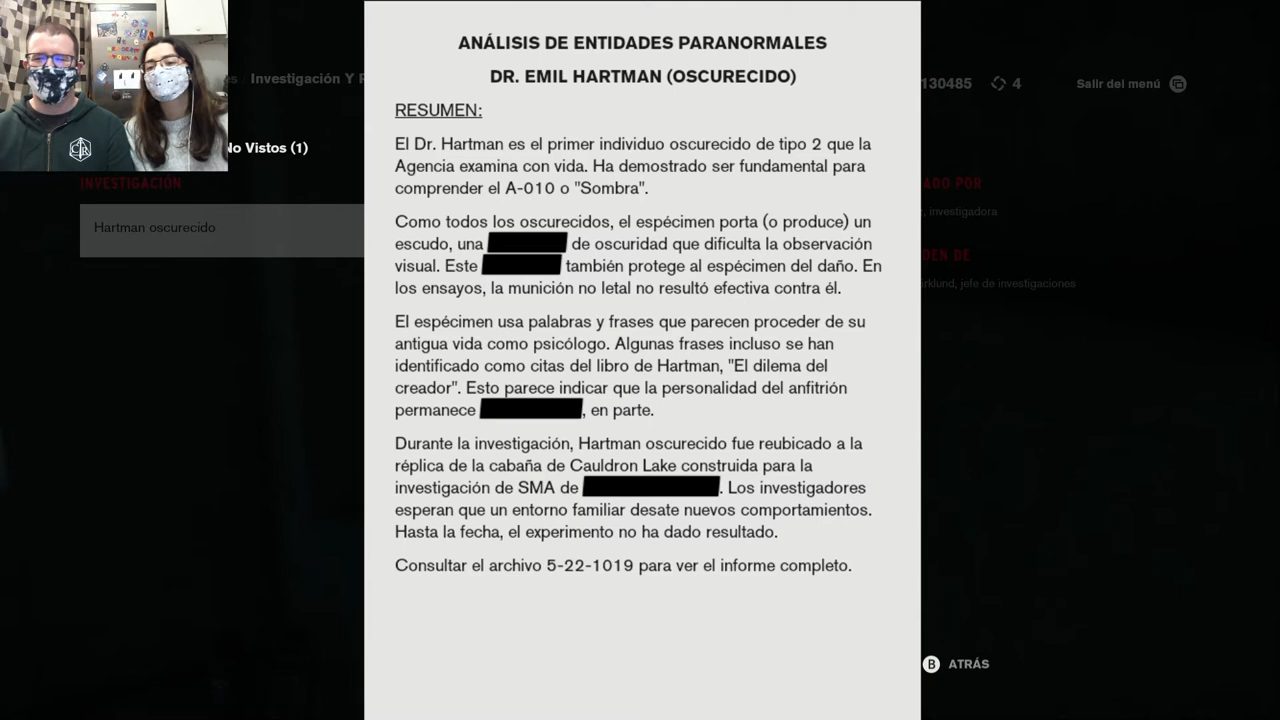 ANÁLISIS DE ENTIDADES PARANORMALES
DR. EMIL HARTMAN (OSCURECIDO)
Investigación Y
130485
4
Salir del menú
RESUMEN:
El Dr. Hartman es el primer individuo oscurecido de tipo 2 que la
Agencia examina con vida. Ha demostrado ser fundamental para
comprender el A-010 o "Sombra".
No Vistos (1)
INVESTIGACIÓN
Hartman oscurecido
Como todos los oscurecidos, el espécimen porta (o produce) un
escudo, una de oscuridad que dificulta la observación
visual. Este también protege al espécimen del daño. En
los ensayos, la munición no letal no resultó efectiva contra él.
El espécimen usa palabras y frases que parecen proceder de su
antigua vida como psicólogo. Algunas frases incluso se han
identificado como citas del libro de Hartman, "El dilema del
creador". Esto parece indicar que la personalidad del anfitrión
permanece , en parte.
Durante la investigación, Hartman oscurecido fue reubicado a la
réplica de la cabaña de Cauldron Lake construida para la
investigación de SMA de . Los investigadores
esperan que un entorno familiar desate nuevos comportamientos.
Hasta la fecha, el experimento no ha dado resultado.
Consultar el archivo 5-22-1019 para ver el informe completo.
ADO POR
, investigadora
DEN DE
rklund, jefe de investigaciones
B ATRÁS
CR